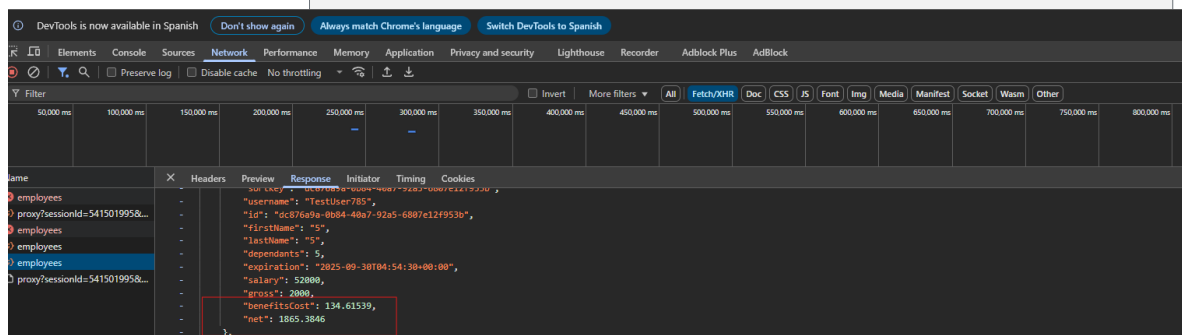 DevTools is now available in Spanish Don't show again Always match Chrome's language Switch DevTools to Spanish
Elements Console Sources Network Performance Memory Application Privacy and security Lighthouse Recorder Adblock Plus AdBlock
Preserve log Disable cache No throttling
Filter Invert More filters All Fetch/XHR Doc CSS JS Font Img Media Manifest Socket Wasm Other
50,000 ms 100,000 ms 150,000 ms 200,000 ms 250,000 ms 300,000 ms 350,000 ms 400,000 ms 450,000 ms 500,000 ms 550,000 ms 600,000 ms 650,000 ms 700,000 ms 750,000 ms 800,000 ms
Name Headers Preview Response Initiator Timing Cookies
employees
- "username": "TestUser785",
proxy?sessionId=541501995&...
- "id": "dc876a9a-0b84-40a7-92a5-6807e12f953b",
employees
- "firstName": "5",
- "lastName": "5",
employees
- "dependants": 5,
employees
- "expiration": "2025-09-30T04:54:30+00:00",
proxy?sessionId=541501995&...
- "salary": 52000,
- "gross": 2000,
- "benefitsCost": 134.61539,
- "net": 1865.3846
- },